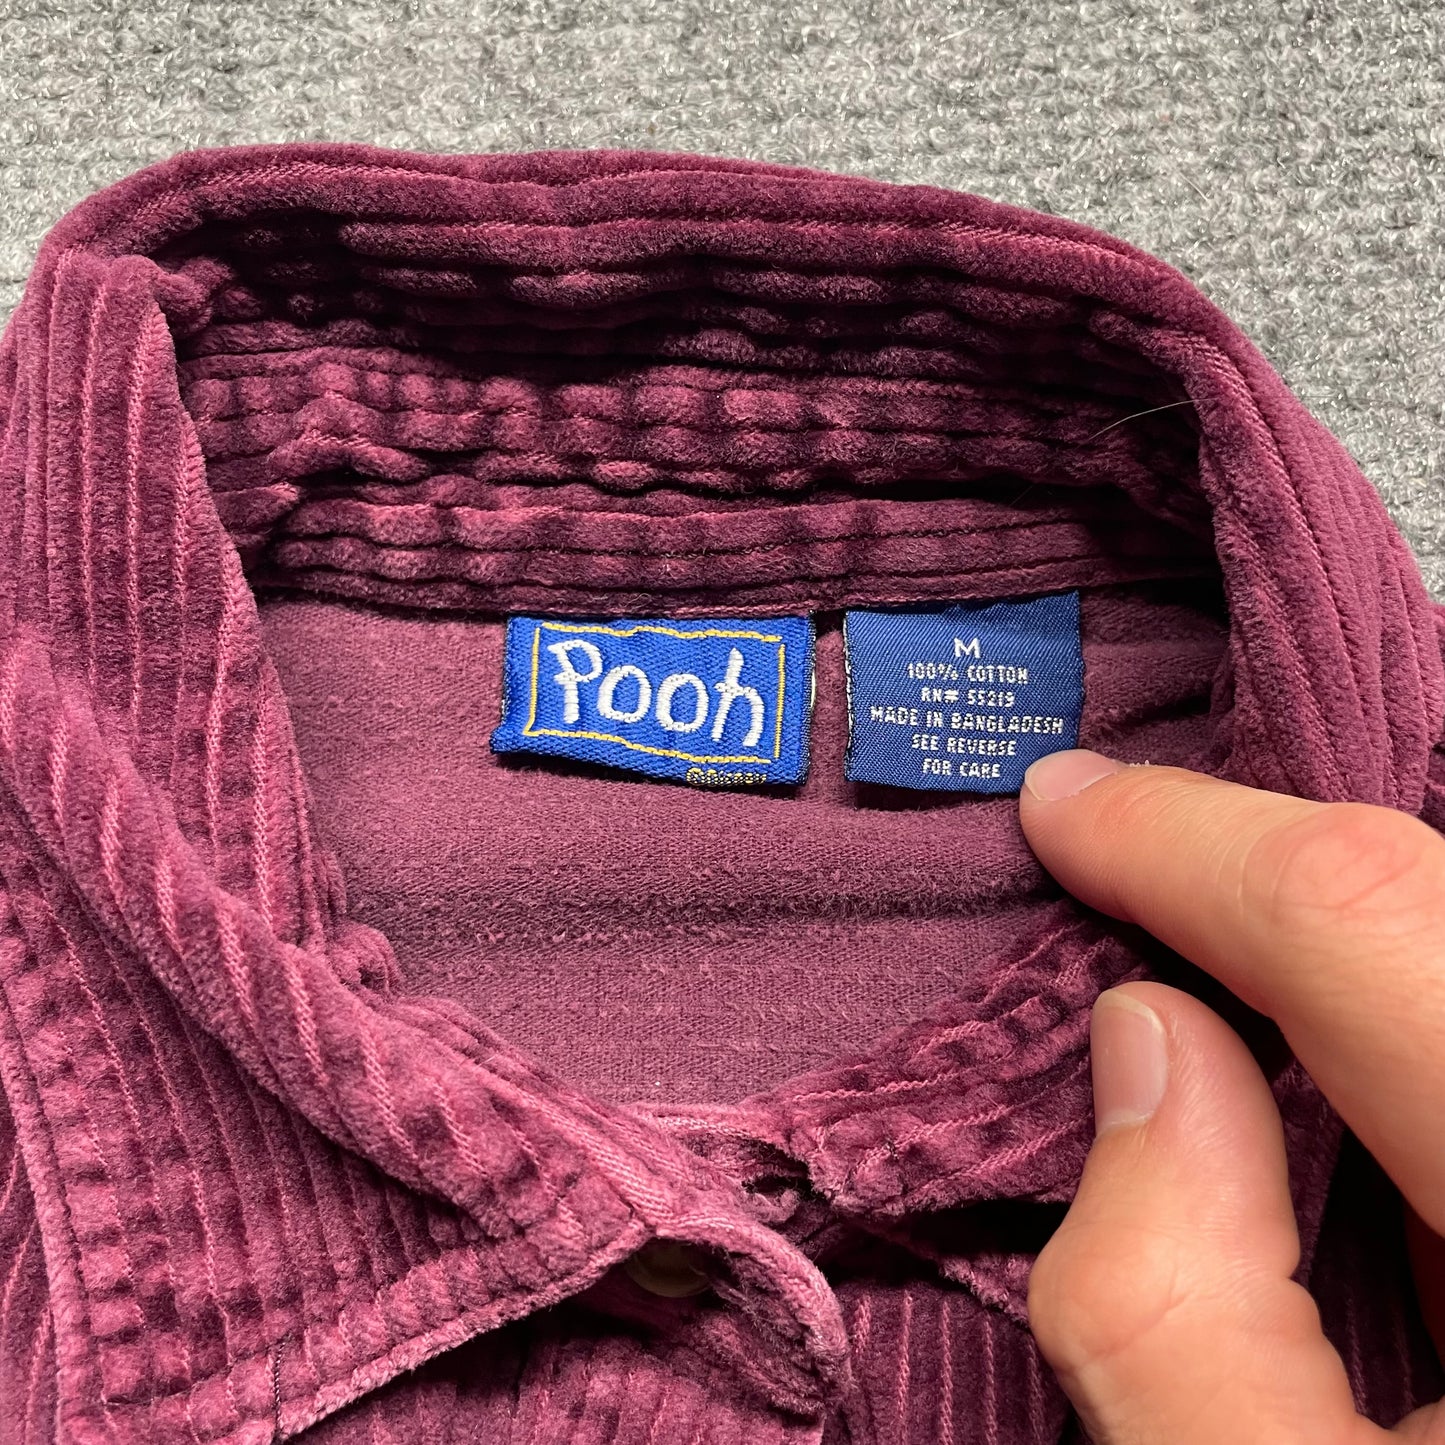 Pooh
©Disney
M
100% COTTON
RN# 55219
MADE IN BANGLADESH
SEE REVERSE
FOR CARE